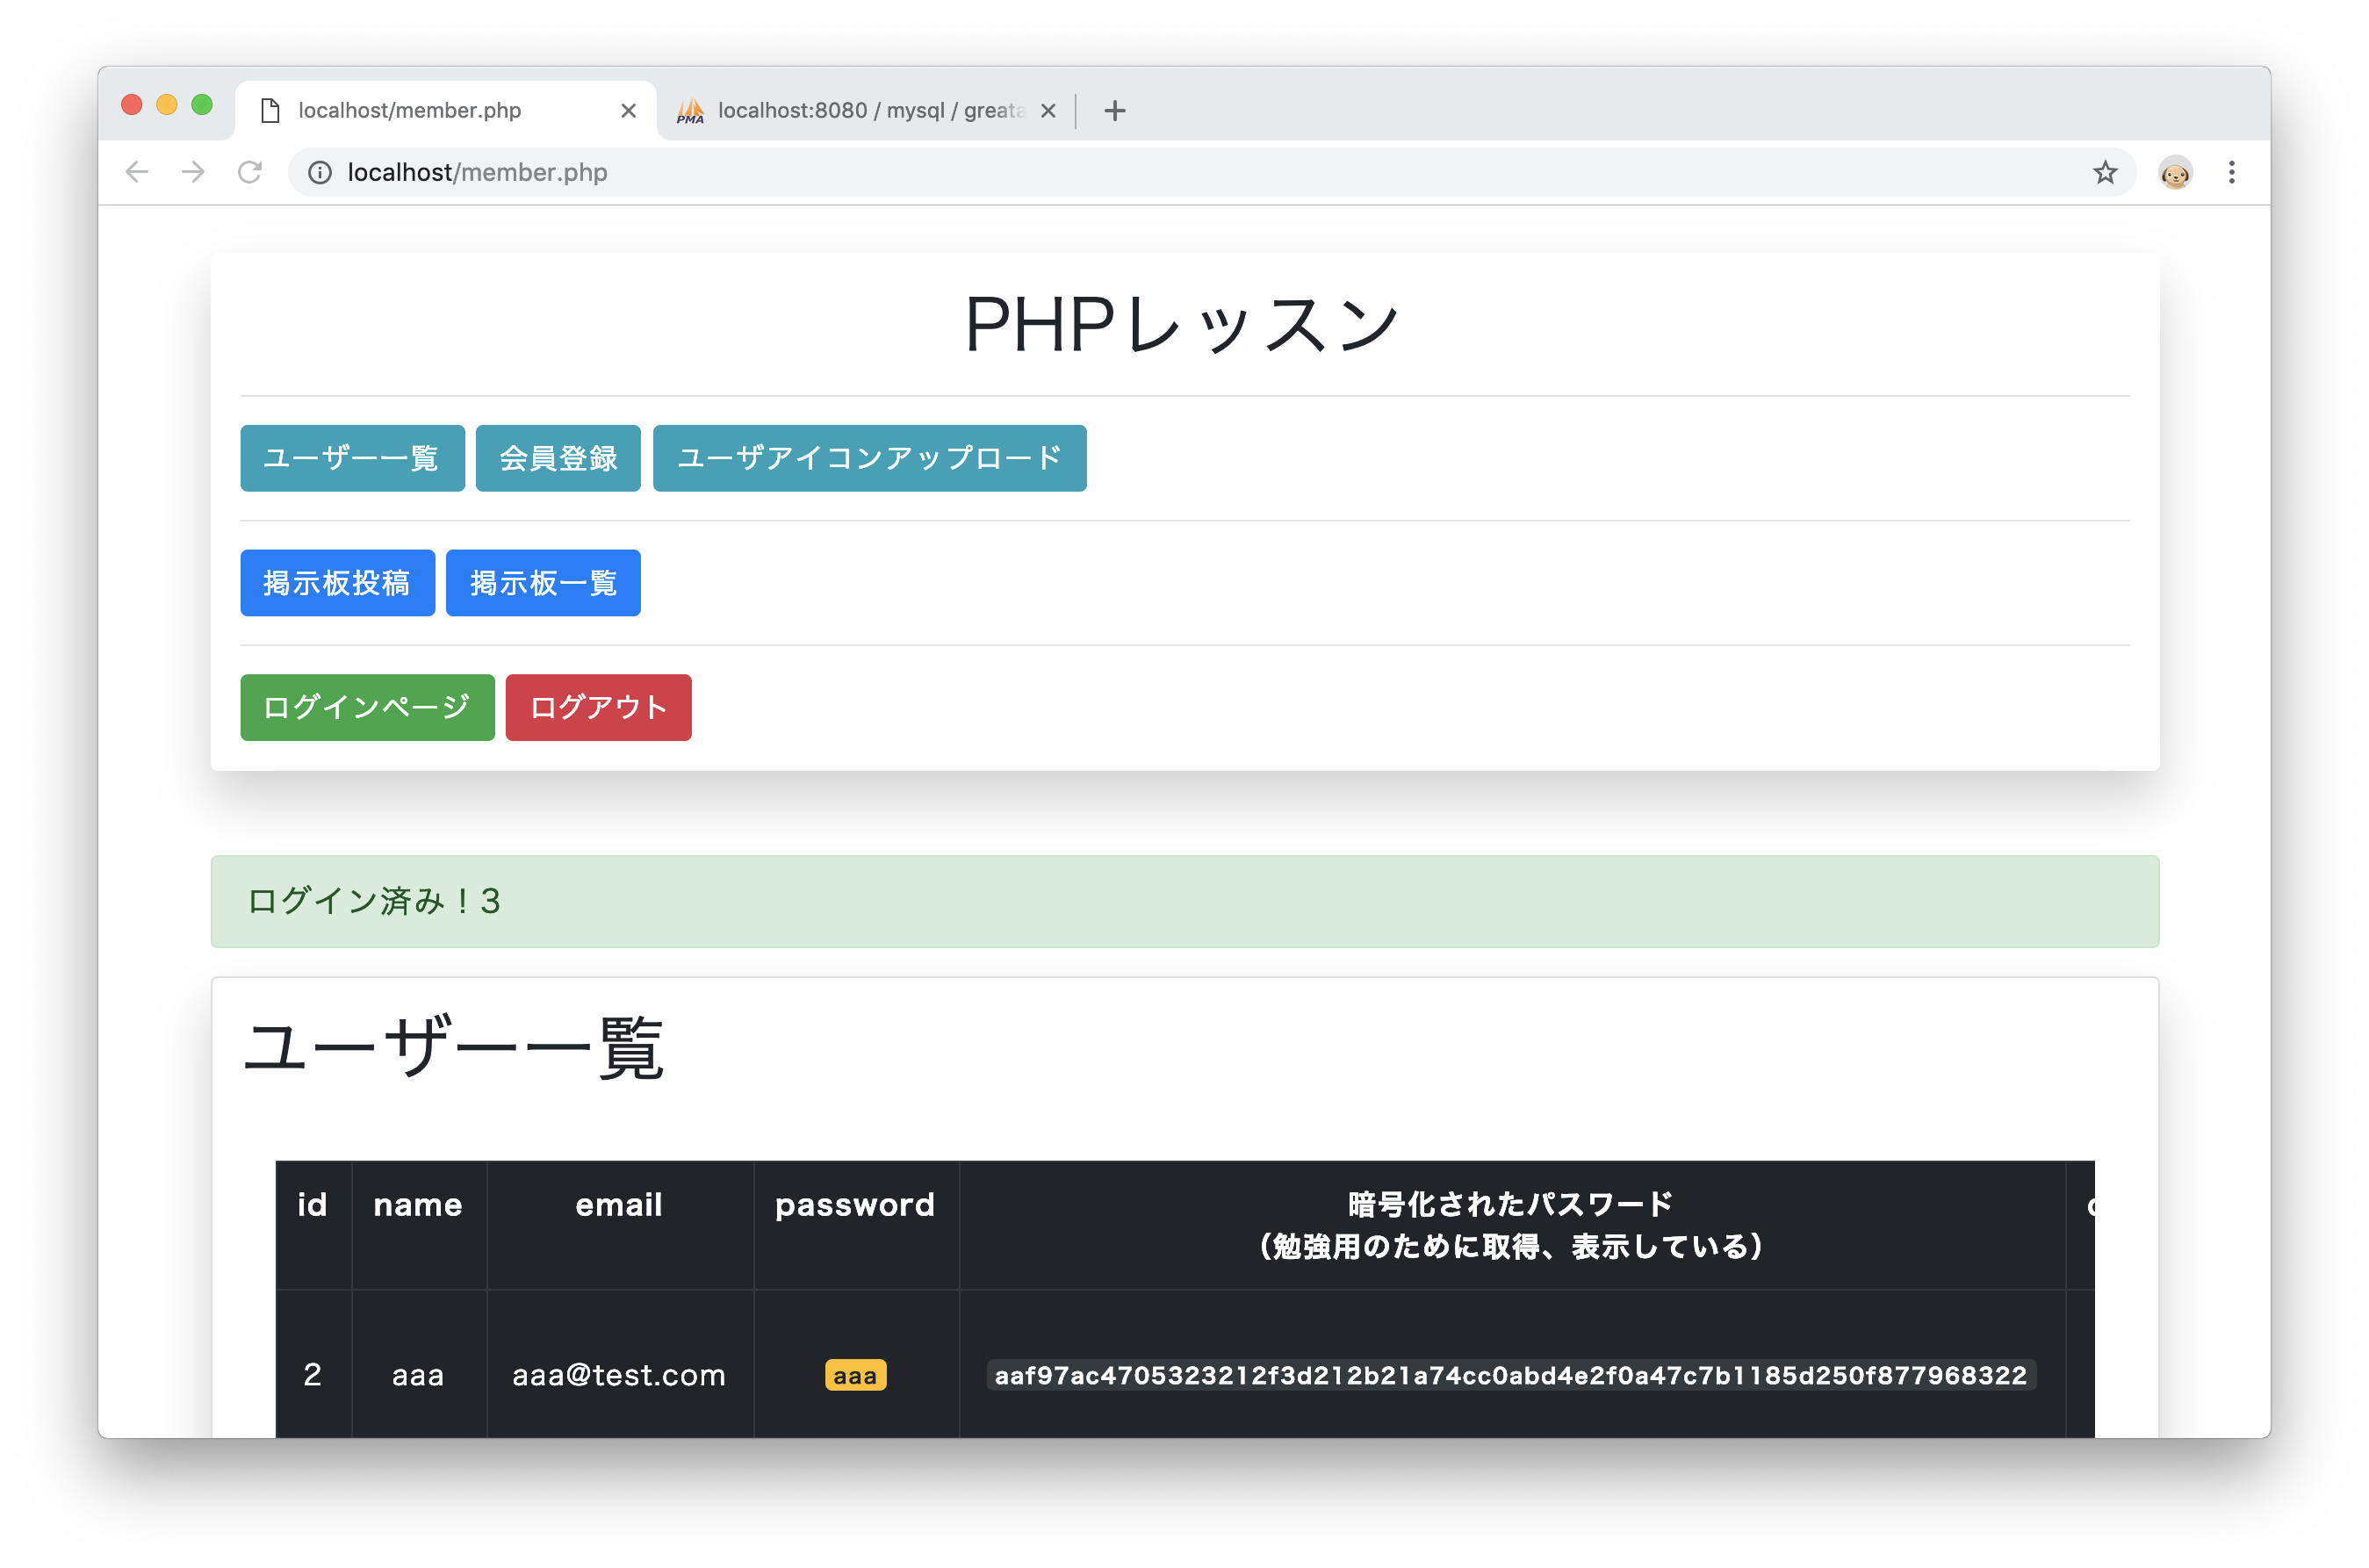 localhost/member.php
localhost:8080 / mysql / greata
PMA
localhost/member.php
PHPレッスン
ユーザー一覧 会員登録 ユーザアイコンアップロード
掲示板投稿 掲示板一覧
ログインページ ログアウト
ログイン済み！3
ユーザー一覧
id name email password 暗号化されたパスワード
（勉強用のために取得、表示している）
2 aaa aaa@test.com aaa aaf97ac4705323212f3d212b21a74cc0abd4e2f0a47c7b1185d250f877968322